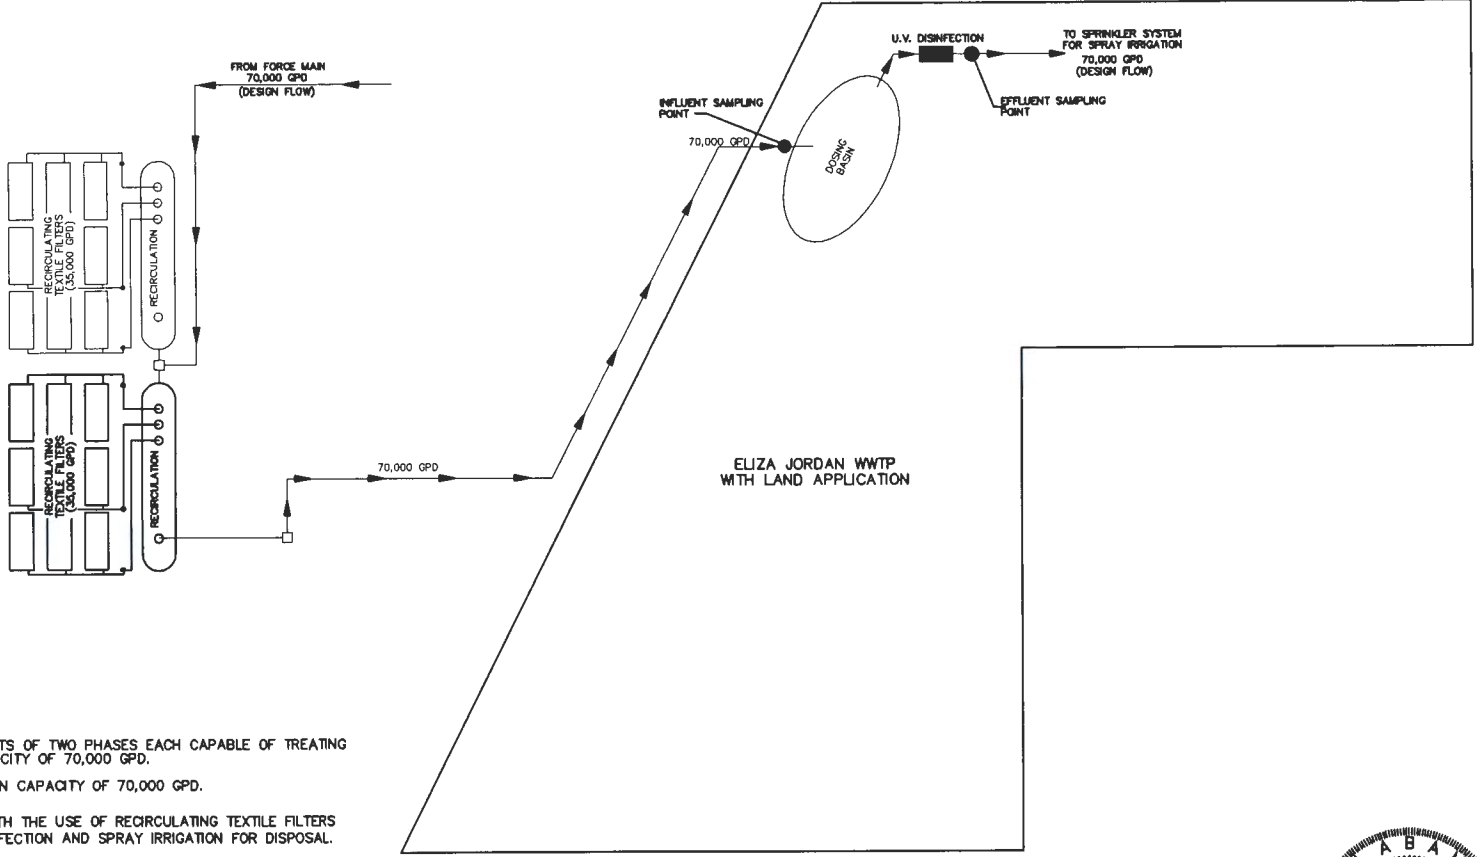 FROM FORCE MAIN
70,000 GPD
(DESIGN FLOW)
U.V. DISINFECTION
TO SPRINKLER SYSTEM
FOR SPRAY IRRIGATION
70,000 GPD
(DESIGN FLOW)
INFLUENT SAMPLING
POINT
EFFLUENT SAMPLING
POINT
70,000 GPD
DOSING
BASIN
RECIRCULATING
TEXTILE FILTERS
(35,000 GPD)
RECIRCULATION
RECIRCULATING
TEXTILE FILTERS
(35,000 GPD)
RECIRCULATION
70,000 GPD
ELIZA JORDAN WWTP
WITH LAND APPLICATION
TS OF TWO PHASES EACH CAPABLE OF TREATING
CITY OF 70,000 GPD.
N CAPACITY OF 70,000 GPD.
TH THE USE OF RECIRCULATING TEXTILE FILTERS
FECTION AND SPRAY IRRIGATION FOR DISPOSAL.
A B A